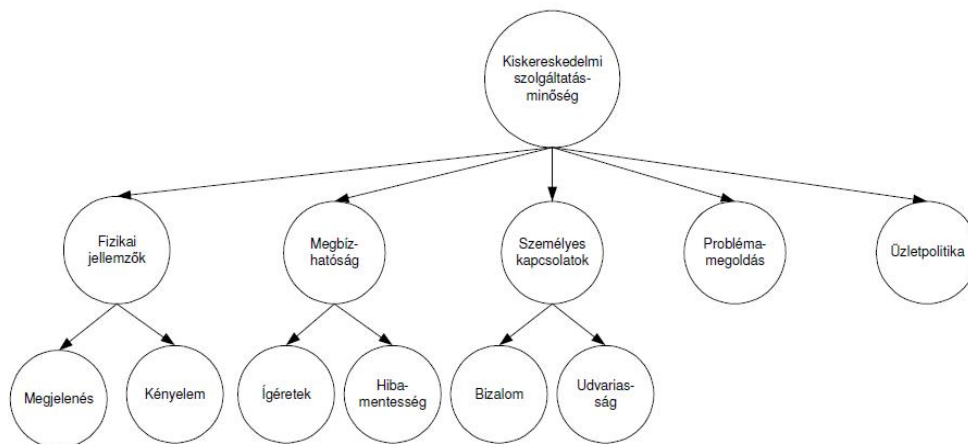 Kiskereskedelmi
szolgáltatás-
minőség
Fizikai
jellemzők
Megbíz-
hatóság
Személyes
kapcsolatok
Probléma-
megoldás
Üzletpolitika
Megjelenés
Kényelem
Ígéretek
Hiba-
mentesség
Bizalom
Udvarias-
ság